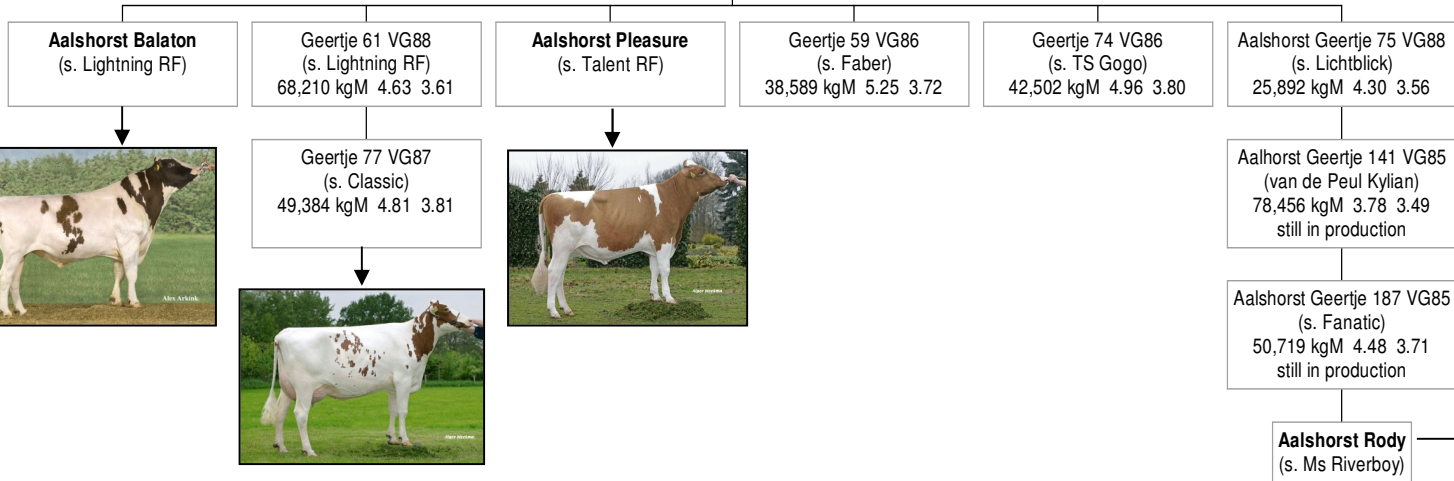 Aalshorst Balaton
(s. Lightning RF)
Geertje 61 VG88
(s. Lightning RF)
68,210 kgM 4.63 3.61
Aalshorst Pleasure
(s. Talent RF)
Geertje 59 VG86
(s. Faber)
38,589 kgM 5.25 3.72
Geertje 74 VG86
(s. TS Gogo)
42,502 kgM 4.96 3.80
Aalshorst Geertje 75 VG88
(s. Lichtblick)
25,892 kgM 4.30 3.56
Geertje 77 VG87
(s. Classic)
49,384 kgM 4.81 3.81
Aalhorst Geertje 141 VG85
(van de Peul Kylian)
78,456 kgM 3.78 3.49
still in production
Alex Arkink
Aalshorst Geertje 187 VG85
(s. Fanatic)
50,719 kgM 4.48 3.71
still in production
Aalshorst Rody
(s. Ms Riverboy)